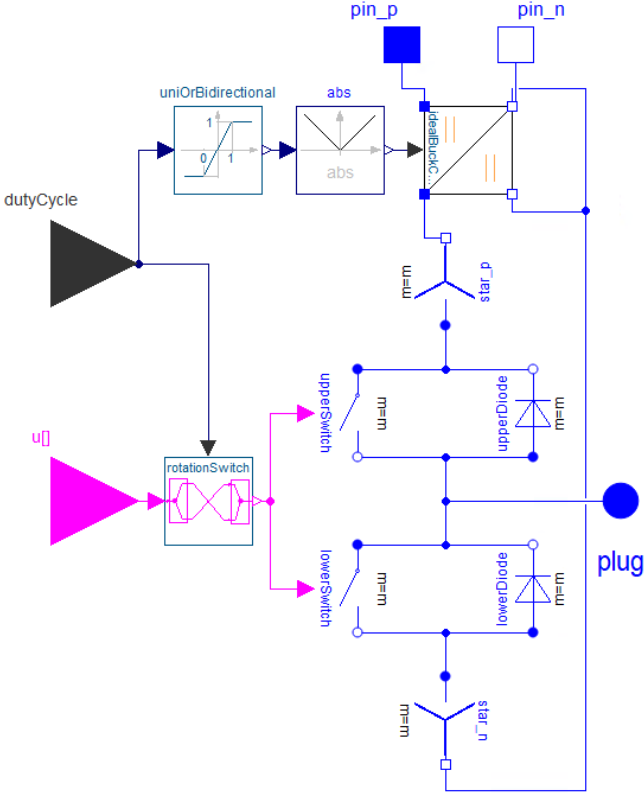 pin_p
pin_n
uniOrBidirectional
abs
1
0
1
abs
idealBuckC...
dutyCycle
m=m
star_p
upperSwitch
m=m
upperDiode
m=m
u[]
rotationSwitch
plug
lowerSwitch
m=m
lowerDiode
m=m
m=m
star_n